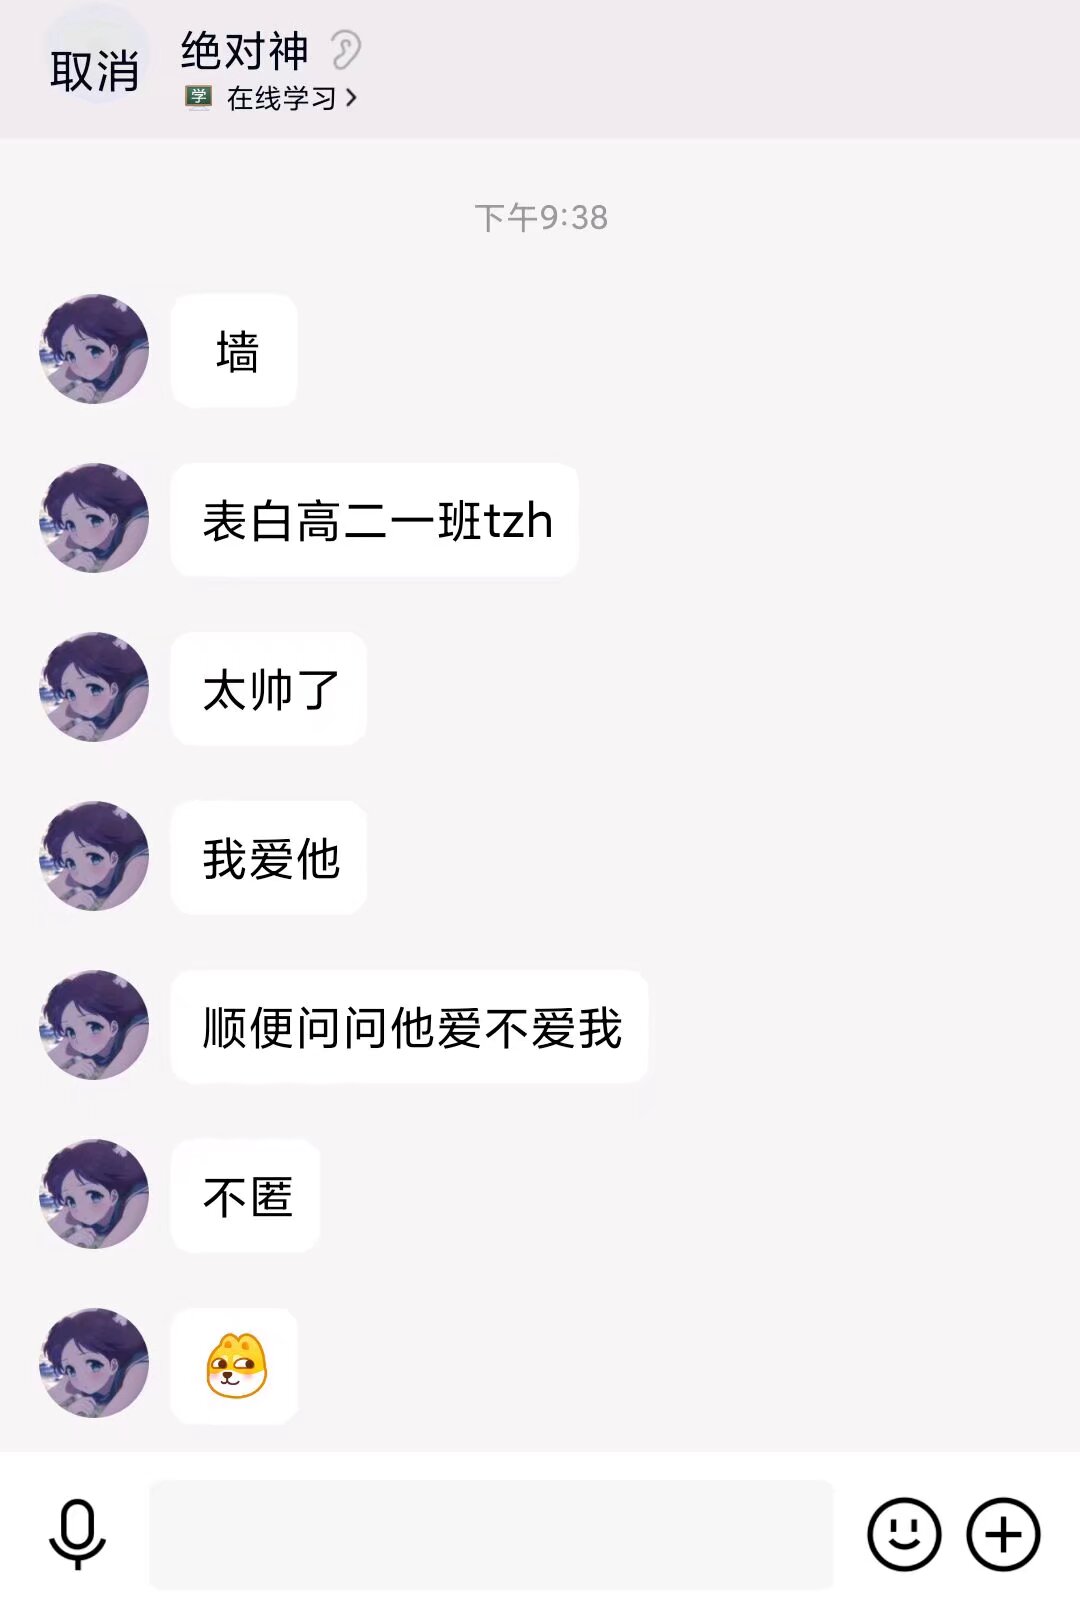 取消
绝对神
学 在线学习
下午9:38
墙
表白高二一班tzh
太帅了
我爱他
顺便问问他爱不爱我
不匿